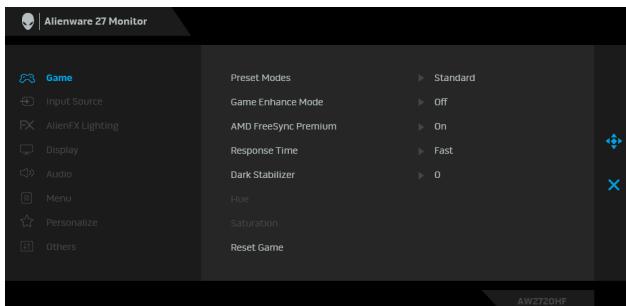 Alienware 27 Monitor
Game
Input Source
AlienFX Lighting
Display
Audio
Menu
Personalize
Others
Preset Modes Standard
Game Enhance Mode Off
AMD FreeSync Premium On
Response Time Fast
Dark Stabilizer 0
Hue
Saturation
Reset Game
AW2720HF